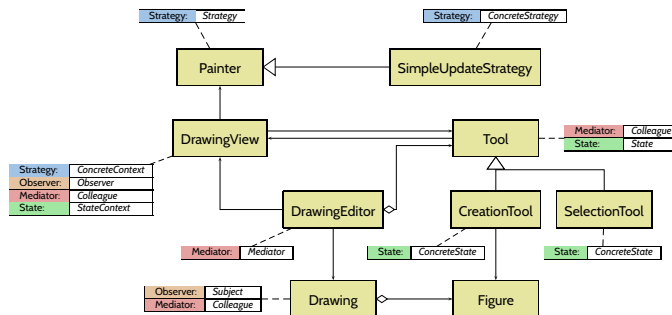 Strategy: Strategy
Strategy: ConcreteStrategy
Painter
SimpleUpdateStrategy
DrawingView
Tool
Mediator: Colleague
State: State
Strategy: ConcreteContext
Observer: Observer
Mediator: Colleague
State: StateContext
DrawingEditor
CreationTool
SelectionTool
Mediator: Mediator
State: ConcreteState
State: ConcreteState
Observer: Subject
Mediator: Colleague
Drawing
Figure